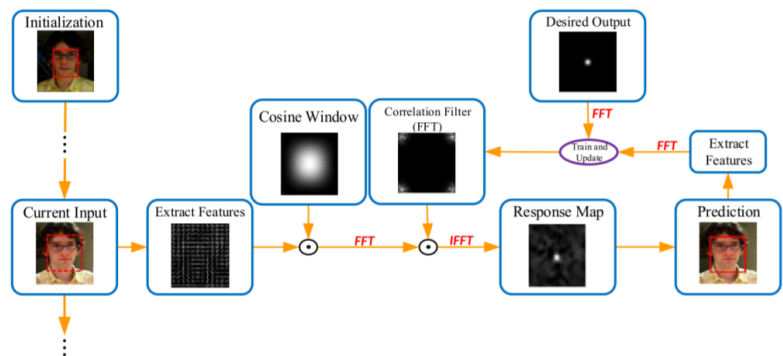 Initialization
Desired Output
Cosine Window
Correlation Filter
(FFT)
FFT
Train and
Update
FFT
Extract
Features
Current Input
Extract Features
FFT
IFFT
Response Map
Prediction